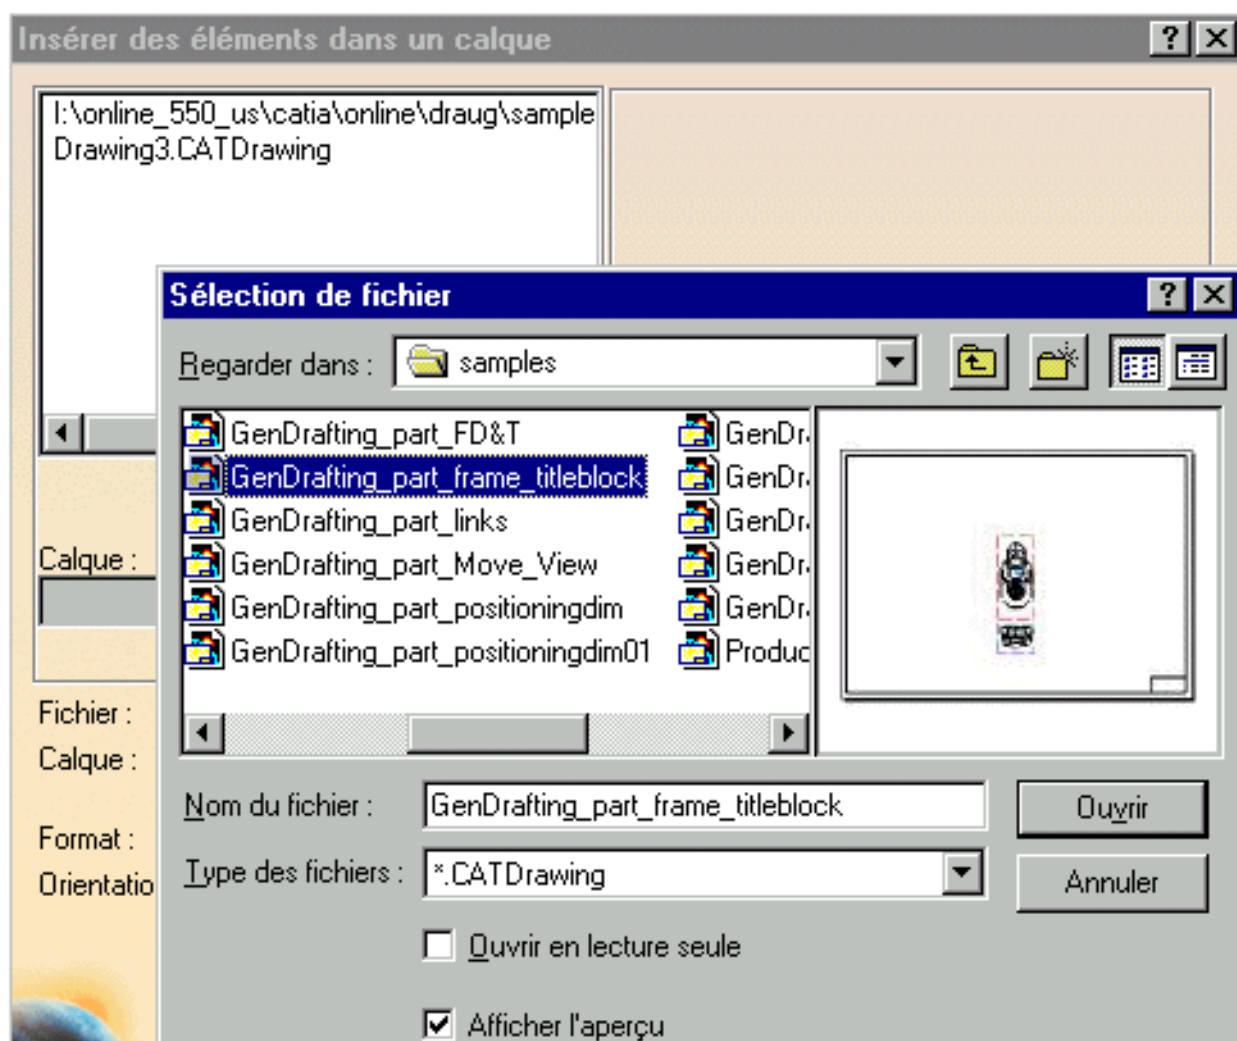 Insérer des éléments dans un calque
I:\online_550_us\catia\online\draug\sample
Drawing3.CATDrawing
Sélection de fichier
Regarder dans :
samples
GenDrafting_part_FD&T
GenDrafting_part_frame_titleblock
GenDrafting_part_links
GenDrafting_part_Move_View
GenDrafting_part_positioningdim
GenDrafting_part_positioningdim01
GenDr
GenDr
GenDr
GenDr
GenDr
Produc
Calque :
Fichier :
Calque :
Format :
Orientatio
Nom du fichier :
GenDrafting_part_frame_titleblock
Ouvrir
Type des fichiers :
*.CATDrawing
Annuler
Ouvrir en lecture seule
Afficher l'aperçu